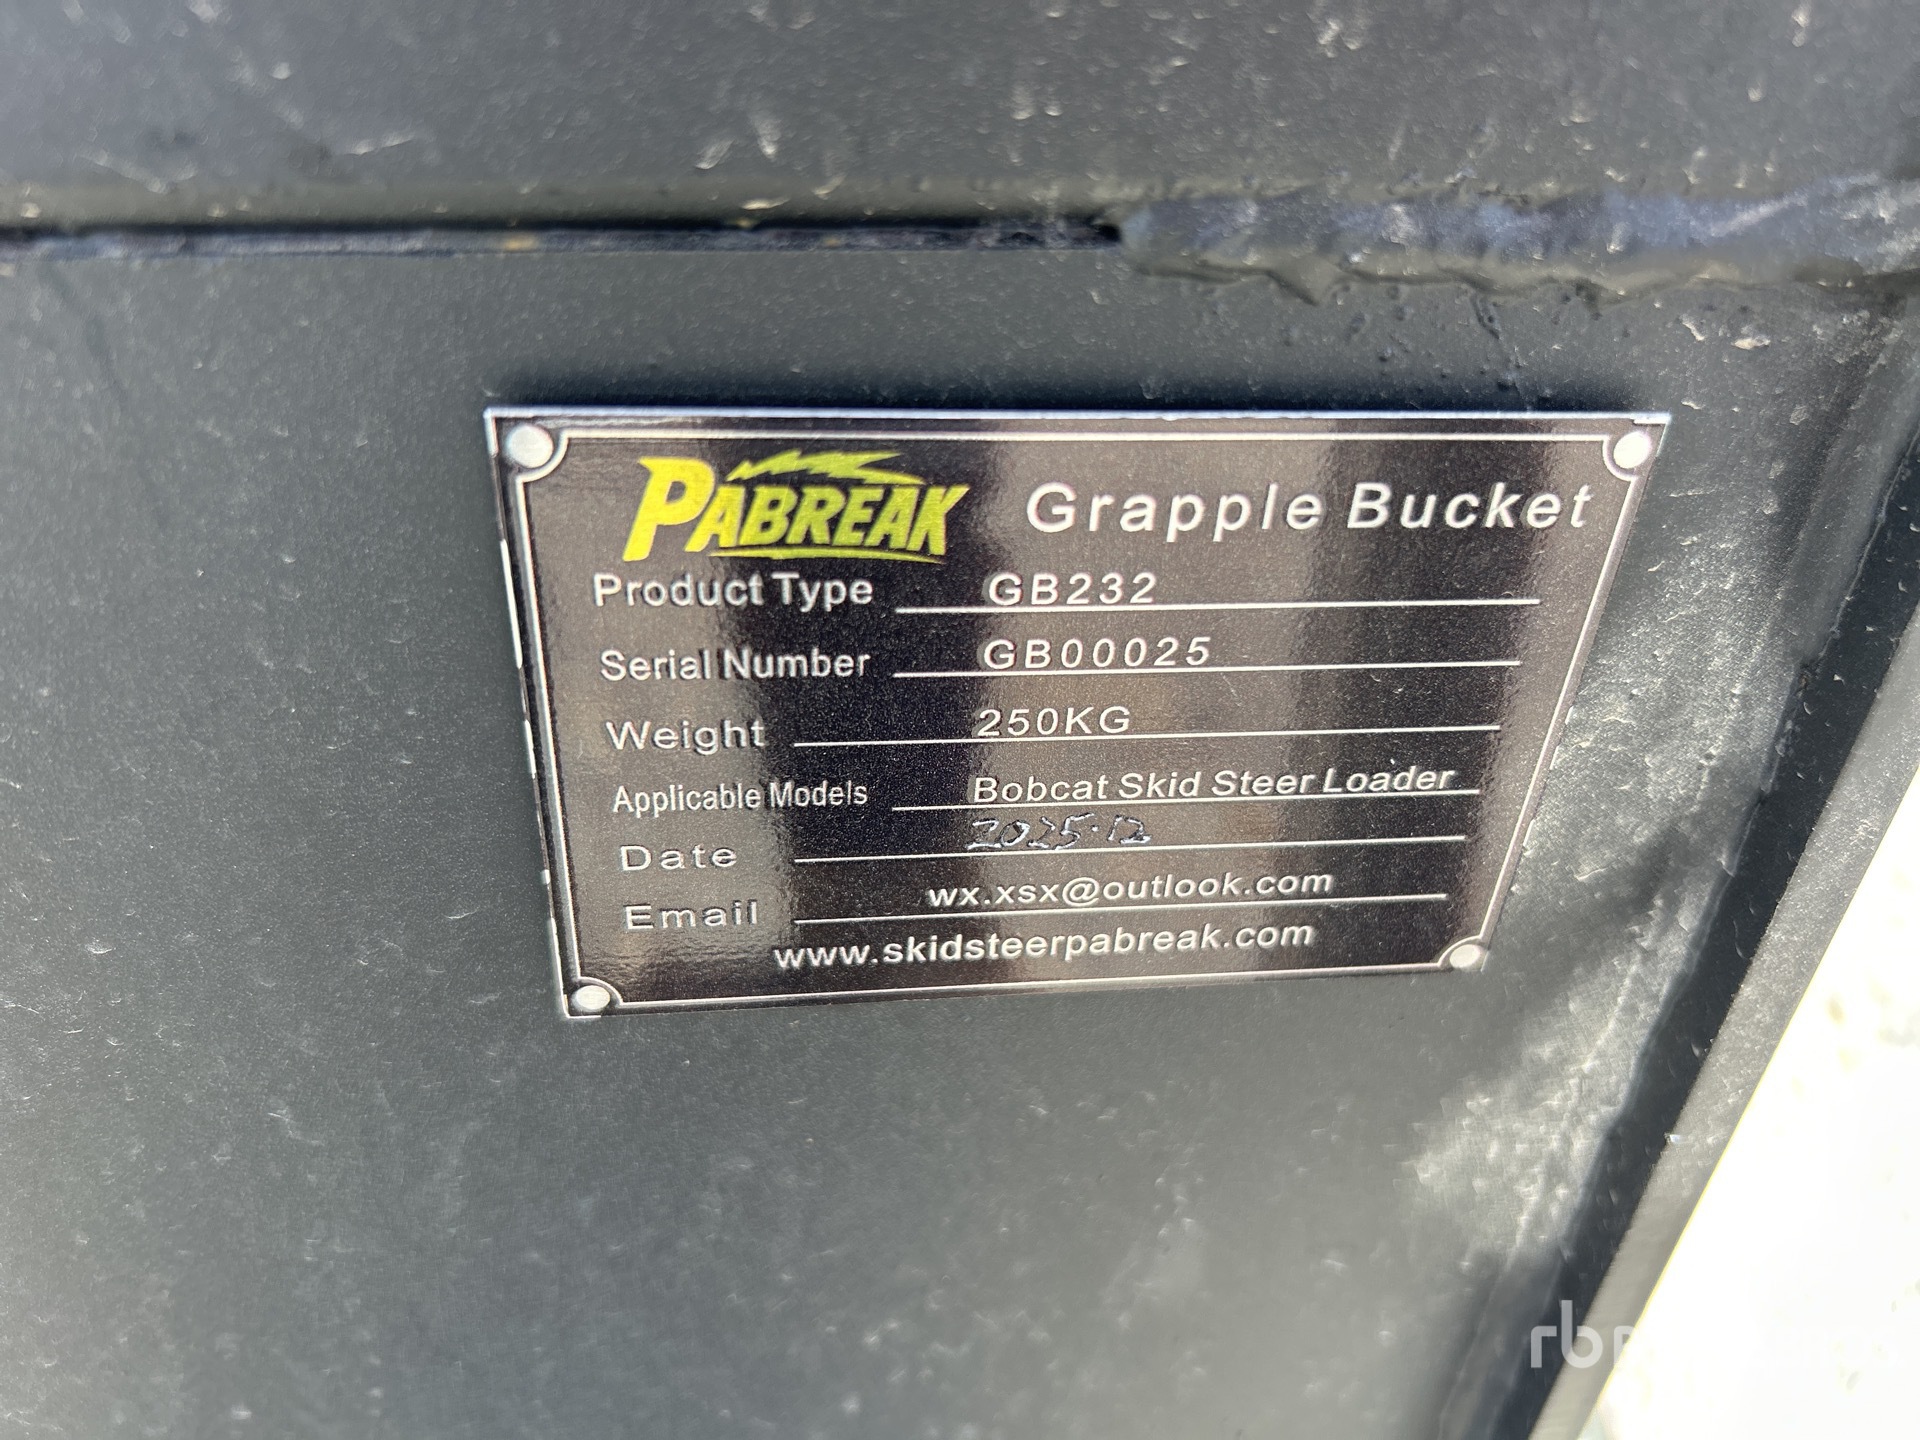 PABREAK Grapple Bucket
Product Type GB232
Serial Number GB00025
Weight 250KG
Applicable Models Bobcat Skid Steer Loader
Date 2025.12
Email wx.xsx@outlook.com
www.skidsteerpabreak.com